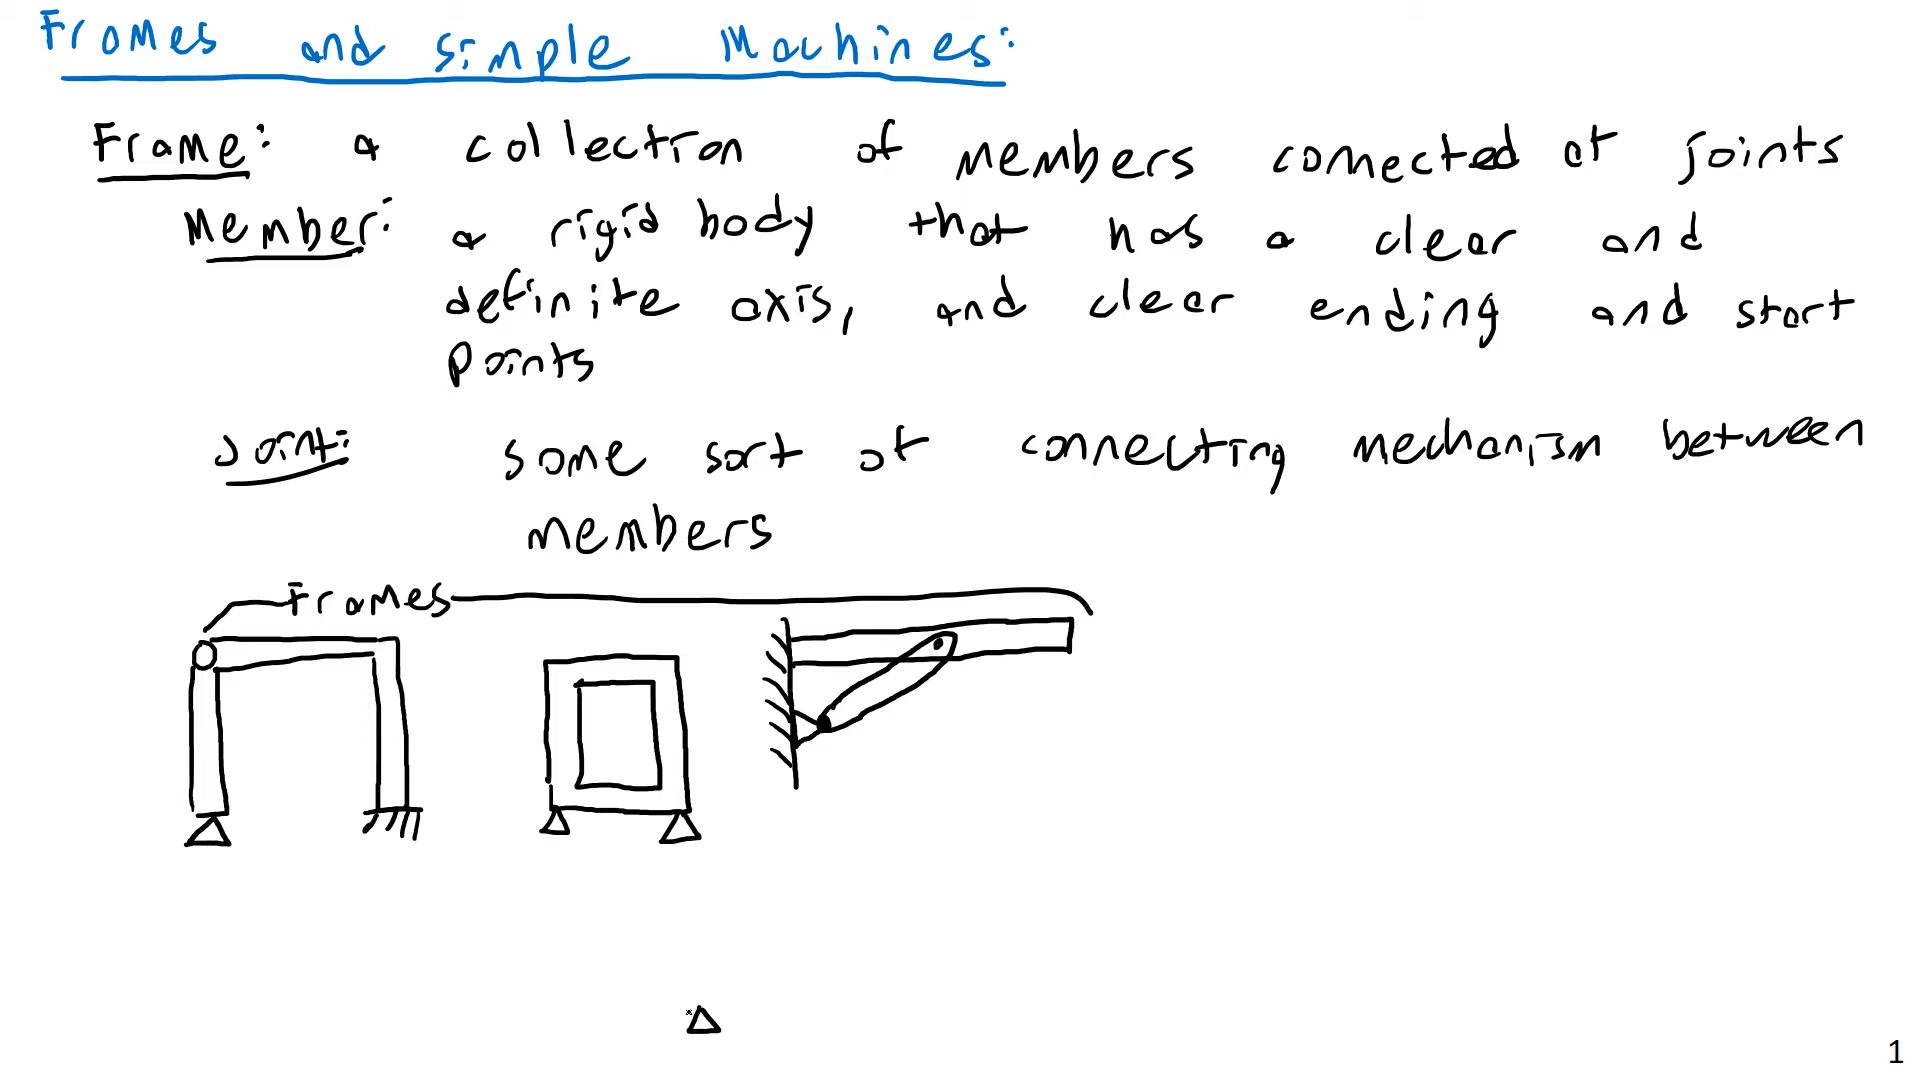 Frames and simple Machines:
Frame: a collection of members connected at joints
Member: a rigid body that has a clear and
definite axis, and clear ending and start
points
Joint: some sort of connecting mechanism between
members
Frames
1